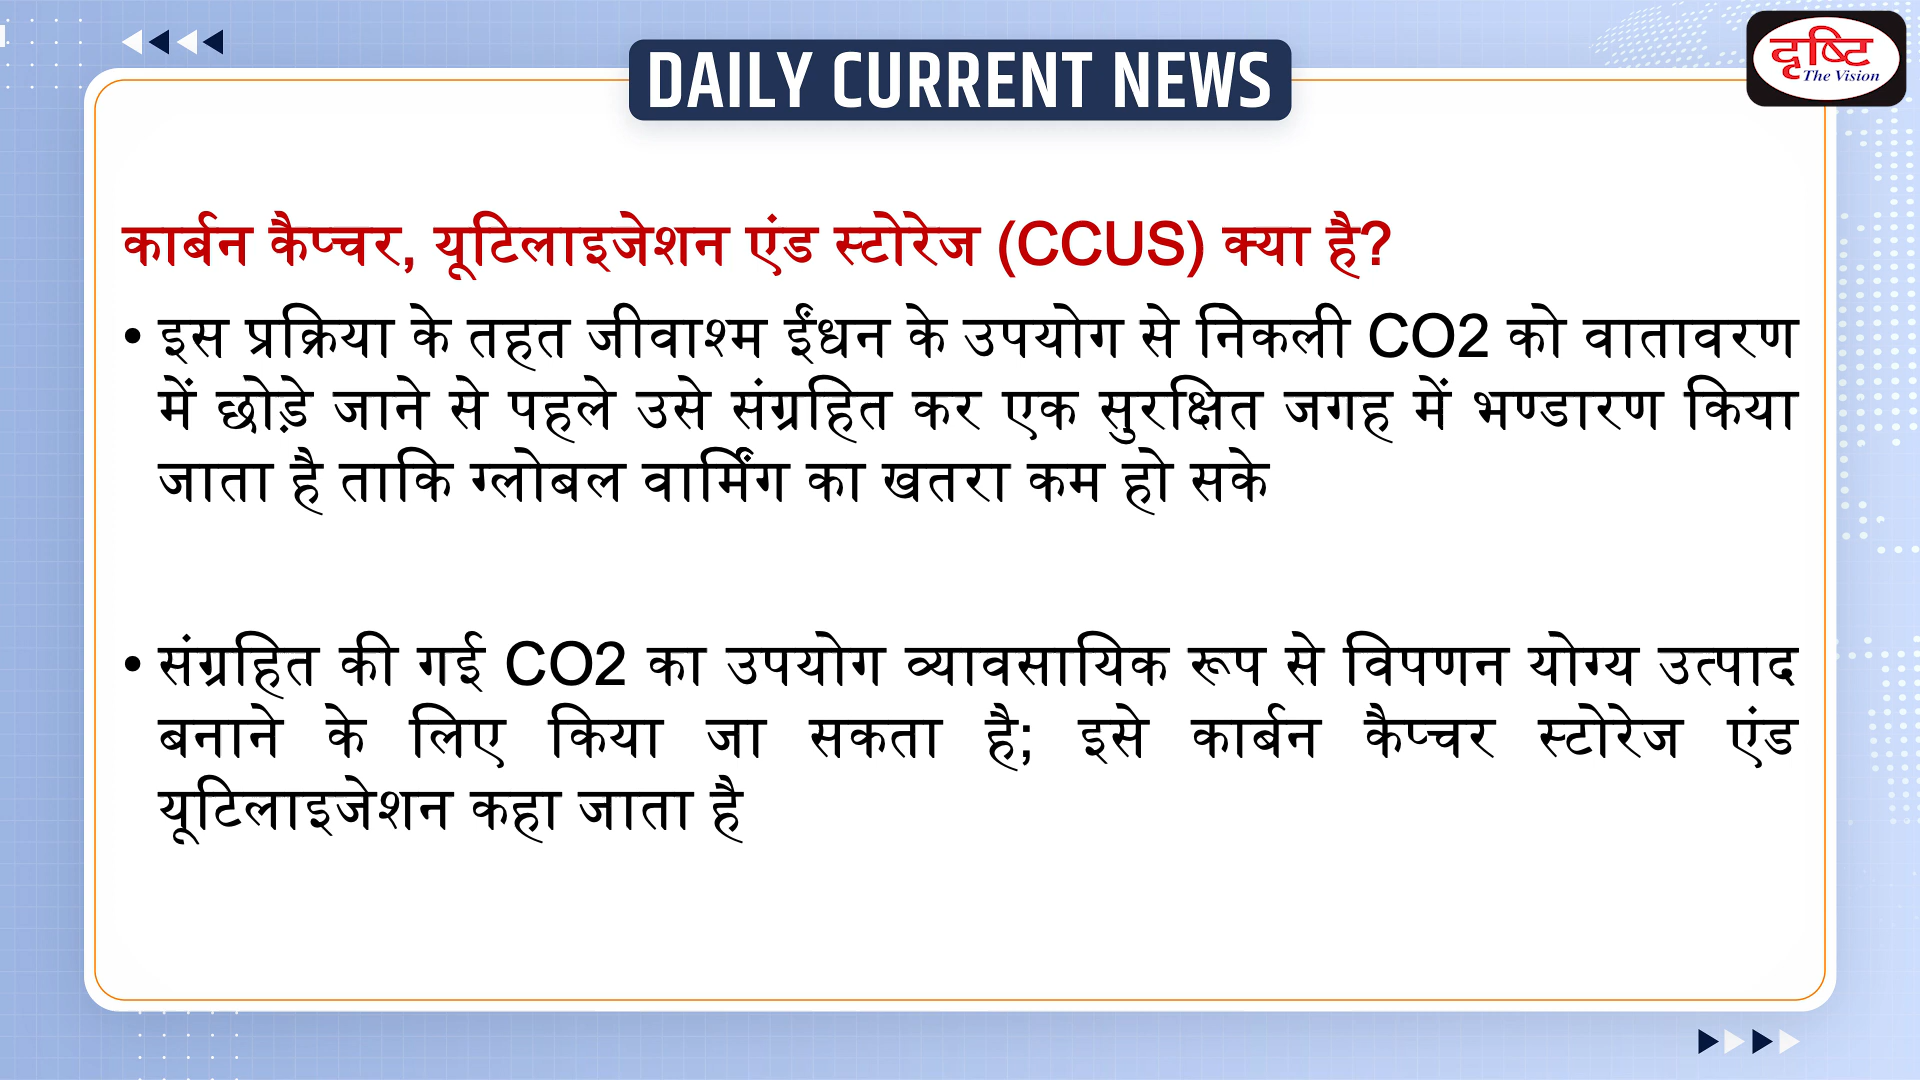 DAILY CURRENT NEWS
दृष्टि
The Vision
कार्बन कैप्चर, यूटिलाइजेशन एंड स्टोरेज (CCUS) क्या है?
• इस प्रक्रिया के तहत जीवाश्म ईंधन के उपयोग से निकली CO2 को वातावरण
में छोड़े जाने से पहले उसे संग्रहित कर एक सुरक्षित जगह में भण्डारण किया
जाता है ताकि ग्लोबल वार्मिंग का खतरा कम हो सके
• संग्रहित की गई CO2 का उपयोग व्यावसायिक रूप से विपणन योग्य उत्पाद
बनाने के लिए किया जा सकता है; इसे कार्बन कैप्चर स्टोरेज एंड
यूटिलाइजेशन कहा जाता है